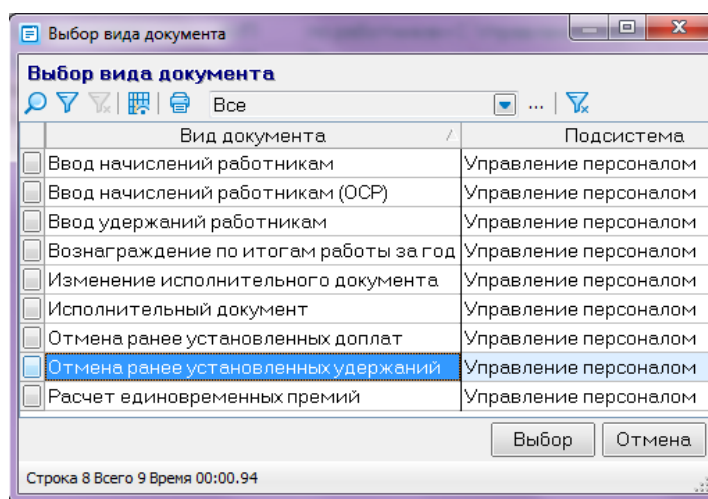 Выбор вида документа
Выбор вида документа
Все ...
Вид документа Подсистема
Ввод начислений работникам Управление персоналом
Ввод начислений работникам (ОСР) Управление персоналом
Ввод удержаний работникам Управление персоналом
Вознаграждение по итогам работы за год Управление персоналом
Изменение исполнительного документа Управление персоналом
Исполнительный документ Управление персоналом
Отмена ранее установленных доплат Управление персоналом
Отмена ранее установленных удержаний Управление персоналом
Расчет единовременных премий Управление персоналом
Выбор Отмена
Строка 8 Всего 9 Время 00:00.94